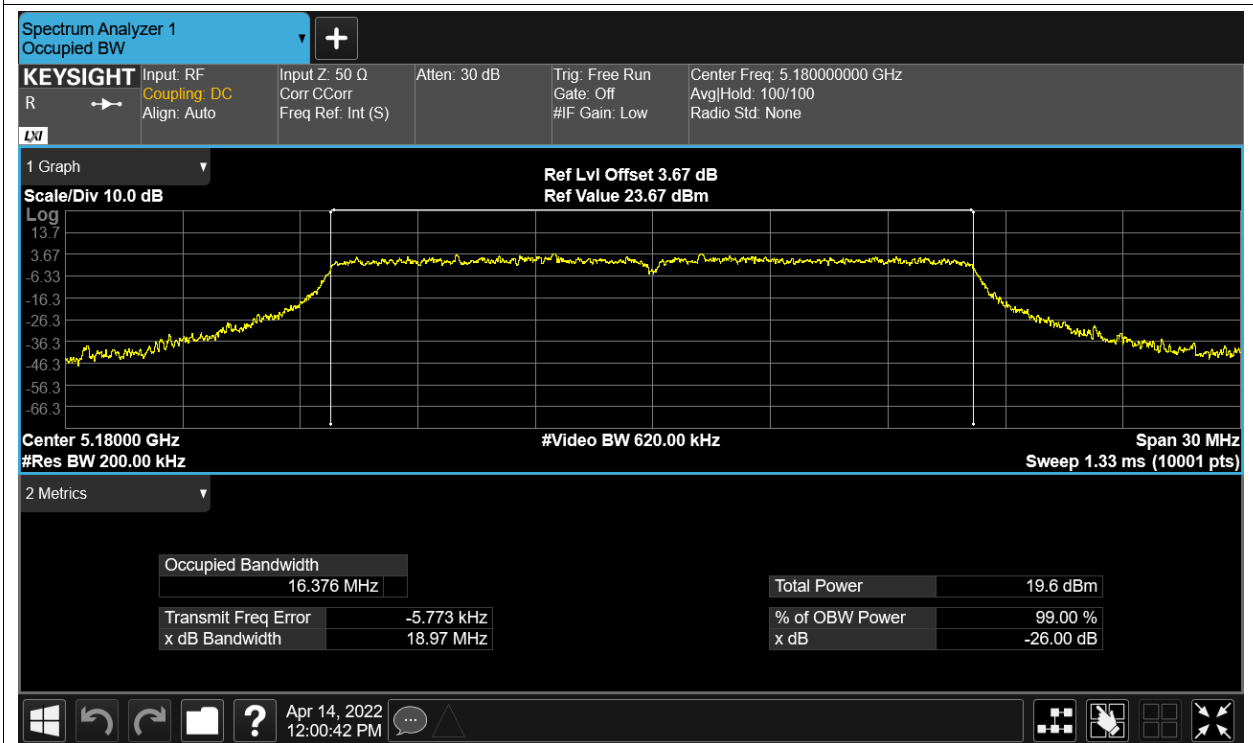 Spectrum Analyzer 1
Occupied BW
KEYSIGHT
R
LXI
Input: RF
Coupling: DC
Align: Auto
Input Z: 50 Ω
Corr CCorr
Freq Ref: Int (S)
Atten: 30 dB
Trig: Free Run
Gate: Off
#IF Gain: Low
Center Freq: 5.180000000 GHz
Avg|Hold: 100/100
Radio Std: None
1 Graph
Scale/Div 10.0 dB
Ref Lvl Offset 3.67 dB
Ref Value 23.67 dBm
Log
13.7
3.67
-6.33
-16.3
-26.3
-36.3
-46.3
-56.3
-66.3
Center 5.18000 GHz
#Video BW 620.00 kHz
Span 30 MHz
#Res BW 200.00 kHz
Sweep 1.33 ms (10001 pts)
2 Metrics
Occupied Bandwidth
16.376 MHz
Total Power 19.6 dBm
Transmit Freq Error -5.773 kHz
% of OBW Power 99.00 %
x dB Bandwidth 18.97 MHz
x dB -26.00 dB
?
Apr 14, 2022
12:00:42 PM